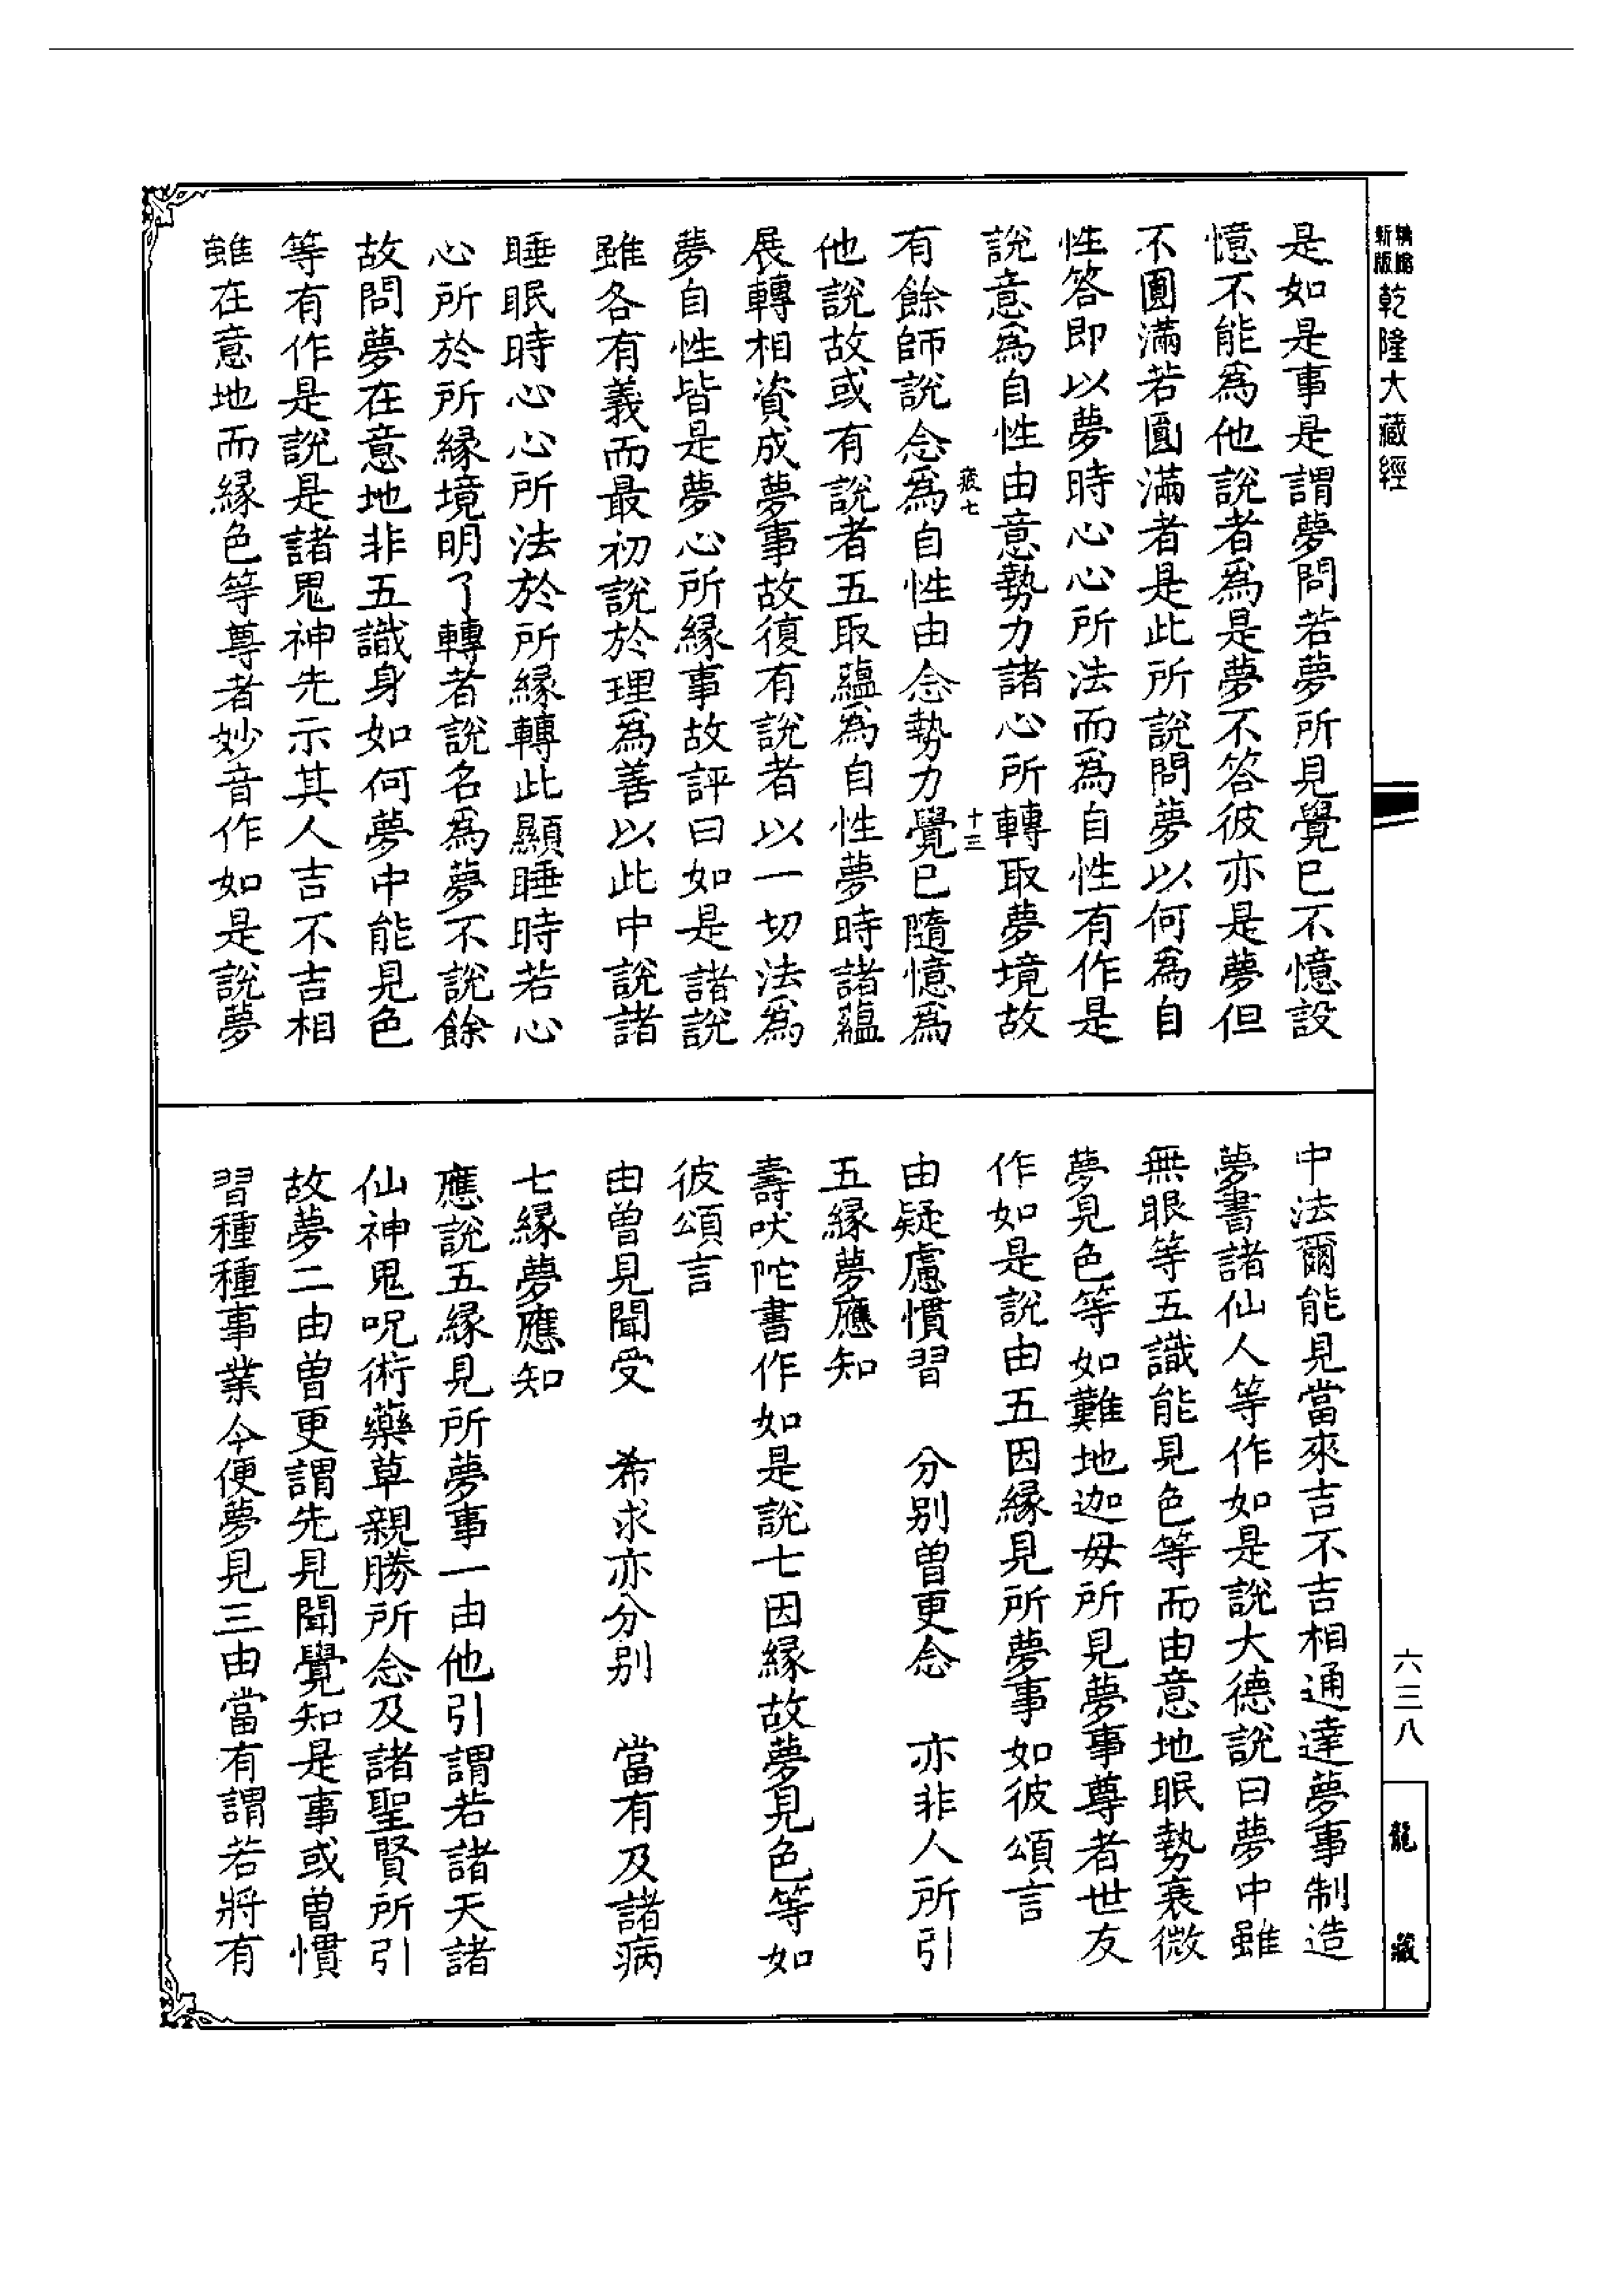 精縮
新版
乾隆大藏經
是如是事是謂夢問若夢所見覺已不憶設
憶不能爲他說者爲是夢不答彼亦是夢但
不圓滿若圓滿者是此所說問夢以何爲自
性答即以夢時心心所法而爲自性有作是
說意爲自性由意勢力諸心所轉取夢境故
七
十三
有餘師說念爲自性由念勢力覺已隨憶爲
他說故或有說者五取蘊爲自性夢時諸蘊
展轉相資成夢事故復有說者以一切法爲
夢自性皆是夢心所緣事故評曰如是諸說
雖各有義而最初說於理爲善以此中說諸
睡眠時心心所法於所緣轉此顯睡時若心
心所於所緣境明了轉者說名爲夢不說餘
故問夢在意地非五識身如何夢中能見色
等有作是說是諸鬼神先示其人吉不吉相
雖在意地而緣色等尊者妙音作如是說夢
中法爾能見當來吉不吉相通達夢事制造
夢書諸仙人等作如是說大德說曰夢中雖
無眼等五識能見色等而由意地眠勢衰微
夢見色等如難地迦母所見夢事尊者世友
作如是說由五因緣見所夢事如彼頌言
由疑慮慣習 分別曾更念 亦非人所引
五緣夢應知
壽吠陀書作如是說七因緣故夢見色等如
彼頌言
由曾見聞受 希求亦分別 當有及諸病
七緣夢應知
應說五緣見所夢事一由他引謂若諸天諸
仙神鬼呪術藥草親勝所念及諸聖賢所引
故夢二由曾更謂先見聞覺知是事或曾慣
習種種事業今便夢見三由當有謂若將有
六三八
龍藏